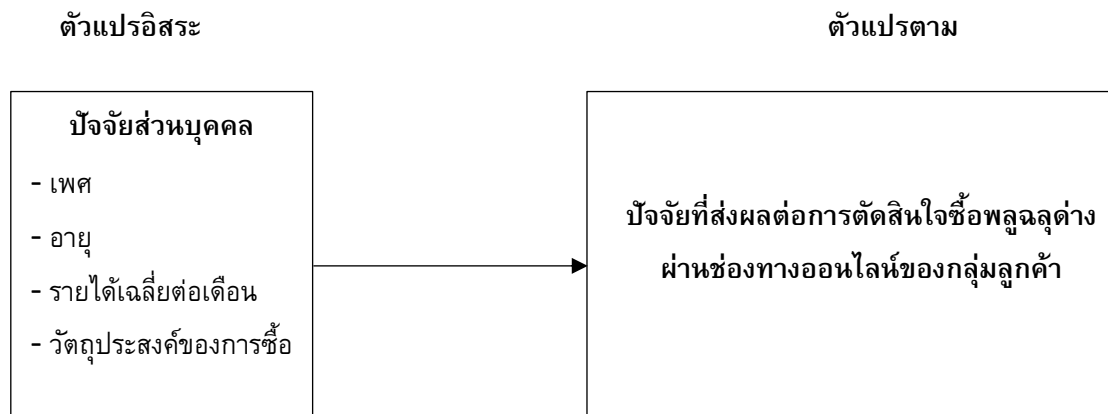 ตัวแปรอิสระ
ตัวแปรตาม
ปัจจัยส่วนบุคคล
- เพศ
- อายุ
- รายได้เฉลี่ยต่อเดือน
- วัตถุประสงค์ของการซื้อ
ปัจจัยที่ส่งผลต่อการตัดสินใจซื้อพลูฉลุด่าง
ผ่านช่องทางออนไลน์ของกลุ่มลูกค้า